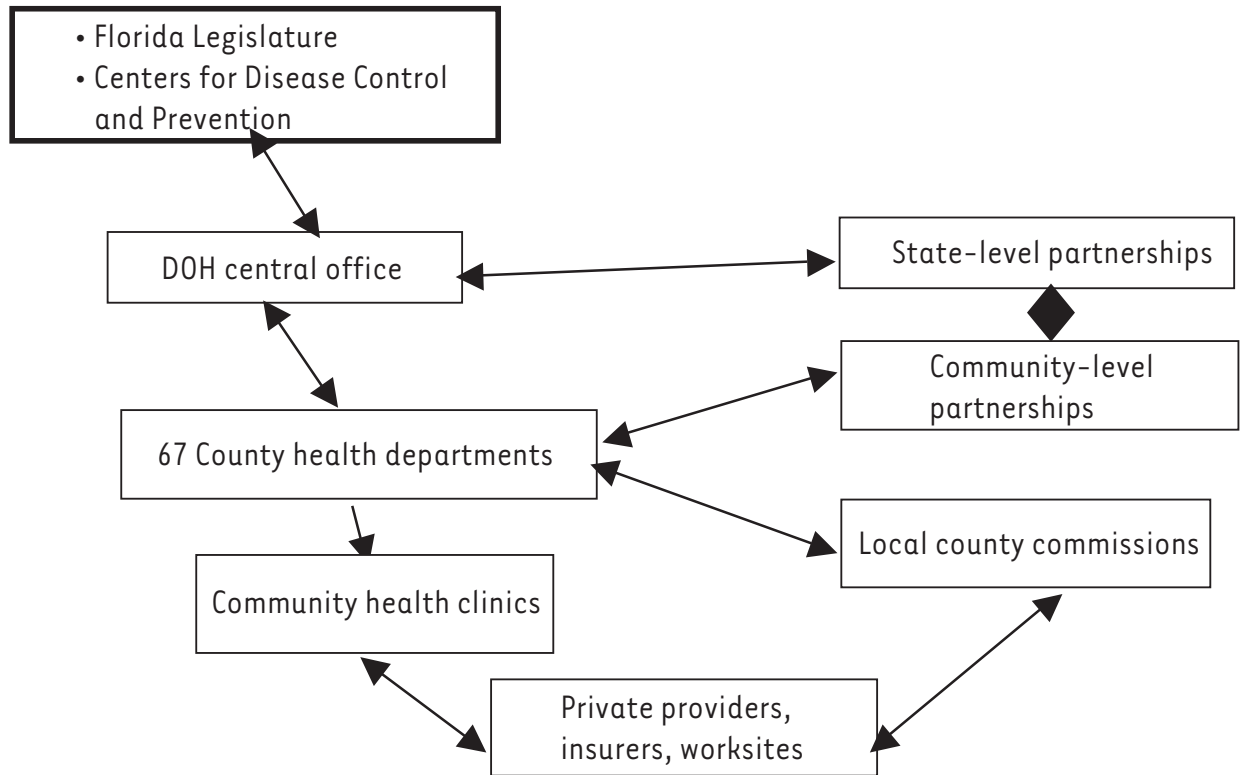 • Florida Legislature
• Centers for Disease Control
and Prevention
DOH central office
State-level partnerships
Community-level
partnerships
67 County health departments
Local county commissions
Community health clinics
Private providers,
insurers, worksites